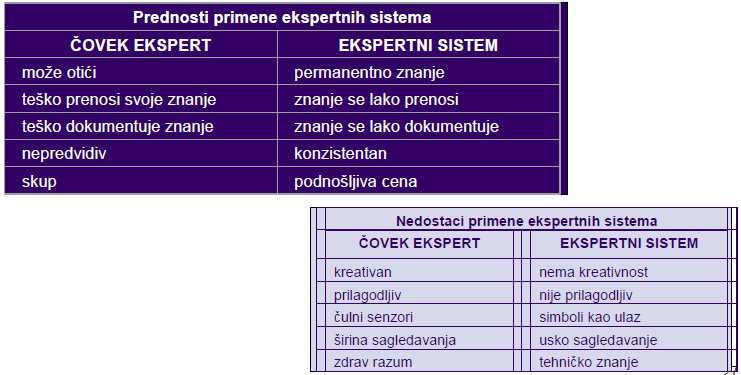 Prednosti primene ekspertnih sistema
ČOVEK EKSPERT EKSPERTNI SISTEM
može otići permanentno znanje
teško prenosi svoje znanje znanje se lako prenosi
teško dokumentuje znanje znanje se lako dokumentuje
nepredvidiv konzistentan
skup podnošljiva cena
Nedostaci primene ekspertnih sistema
ČOVEK EKSPERT EKSPERTNI SISTEM
kreativan nema kreativnost
prilagodljiv nije prilagodljiv
čulni senzori simboli kao ulaz
širina sagledavanja usko sagledavanje
zdrav razum tehničko znanje